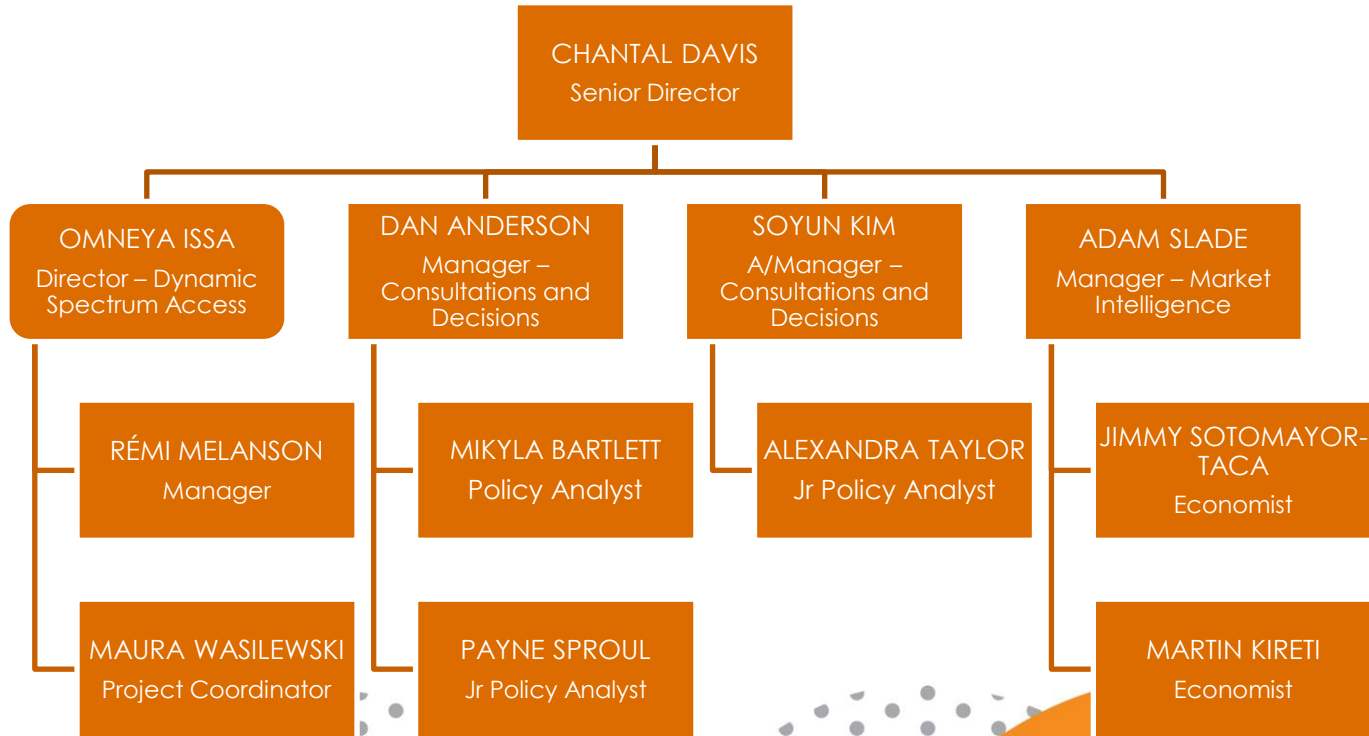 CHANTAL DAVIS
Senior Director
OMNEYA ISSA
Director – Dynamic
Spectrum Access
DAN ANDERSON
Manager –
Consultations and
Decisions
SOYUN KIM
A/Manager –
Consultations and
Decisions
ADAM SLADE
Manager – Market
Intelligence
RÉMI MELANSON
Manager
MIKYLA BARTLETT
Policy Analyst
ALEXANDRA TAYLOR
Jr Policy Analyst
JIMMY SOTOMAYOR-
TACA
Economist
MAURA WASILEWSKI
Project Coordinator
PAYNE SPROUL
Jr Policy Analyst
MARTIN KIRETI
Economist